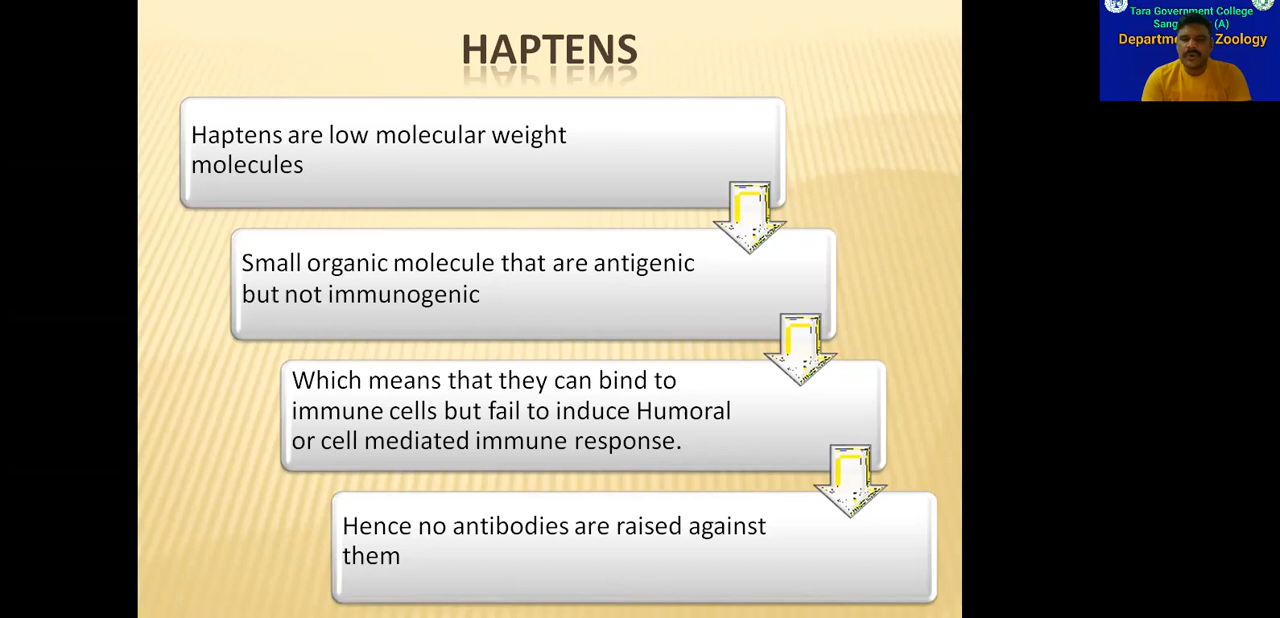 HAPTENS
Haptens are low molecular weight
molecules
Small organic molecule that are antigenic
but not immunogenic
Which means that they can bind to
immune cells but fail to induce Humoral
or cell mediated immune response.
Hence no antibodies are raised against
them
Tara Government College
(A)
Zoology